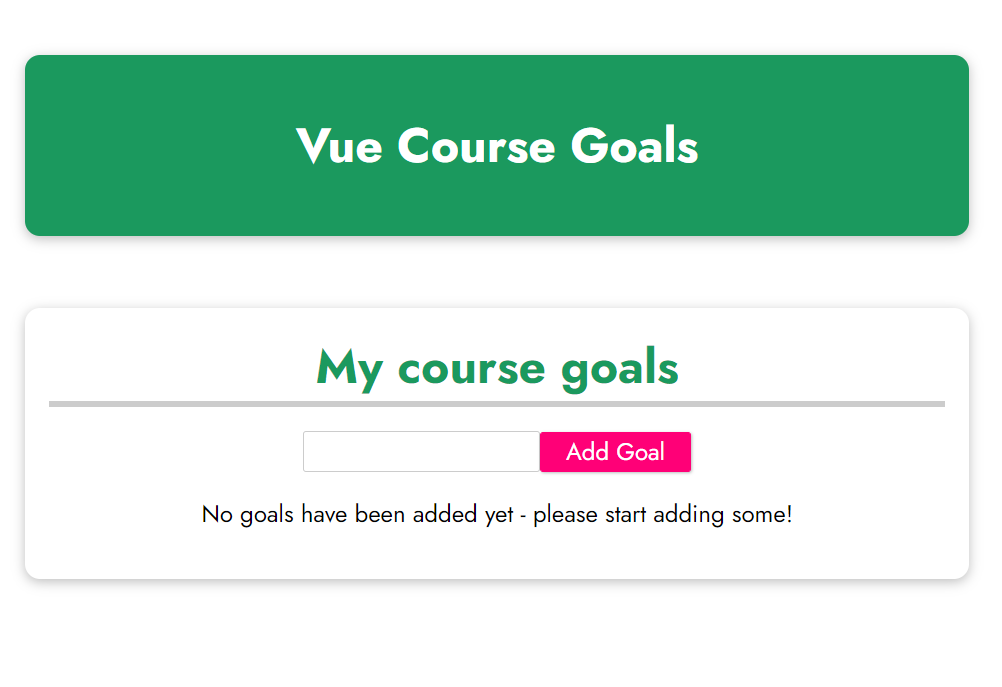 Vue Course Goals
My course goals
Add Goal
No goals have been added yet - please start adding some!